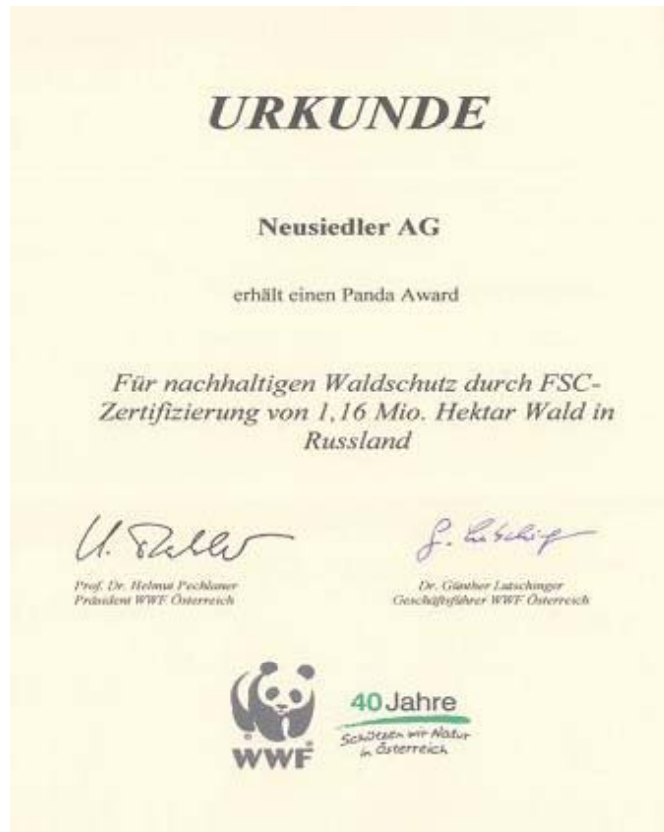 URKUNDE
Neusiedler AG
erhält einen Panda Award
Für nachhaltigen Waldschutz durch FSC-
Zertifizierung von 1,16 Mio. Hektar Wald in
Russland
Prof. Dr. Helmut Pechlaner
Präsident WWF Österreich
Dr. Günther Lutschinger
Geschäftsführer WWF Österreich
WWF
40 Jahre
Schützen wir Natur
in Österreich